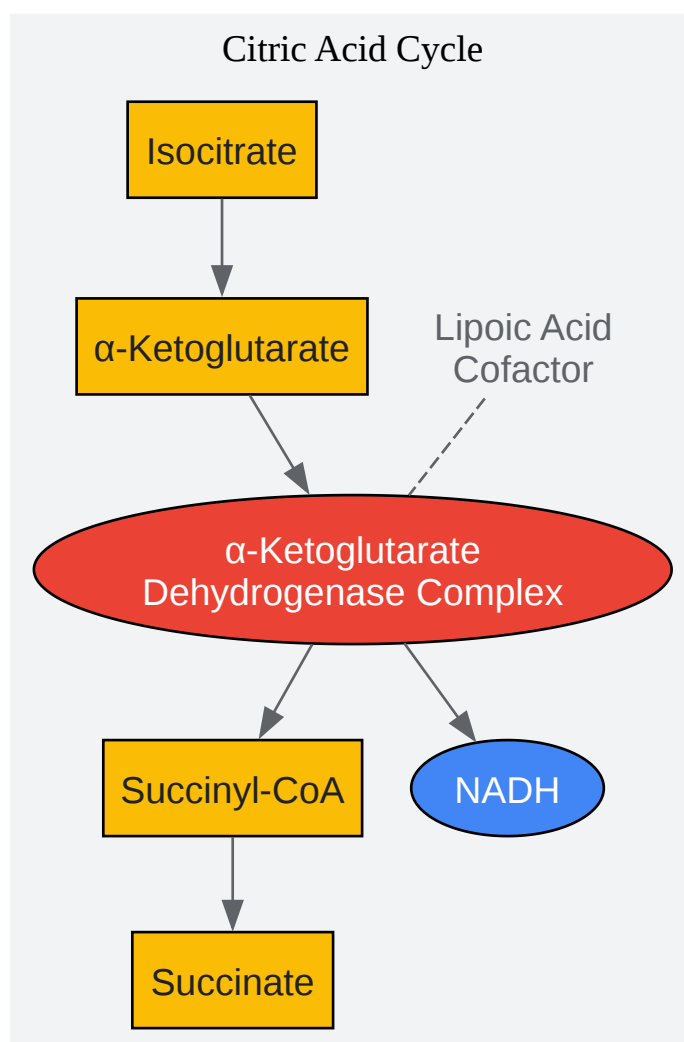 Citric Acid Cycle
Isocitrate
α-Ketoglutarate
Lipoic Acid
Cofactor
α-Ketoglutarate
Dehydrogenase Complex
Succinyl-CoA
NADH
Succinate